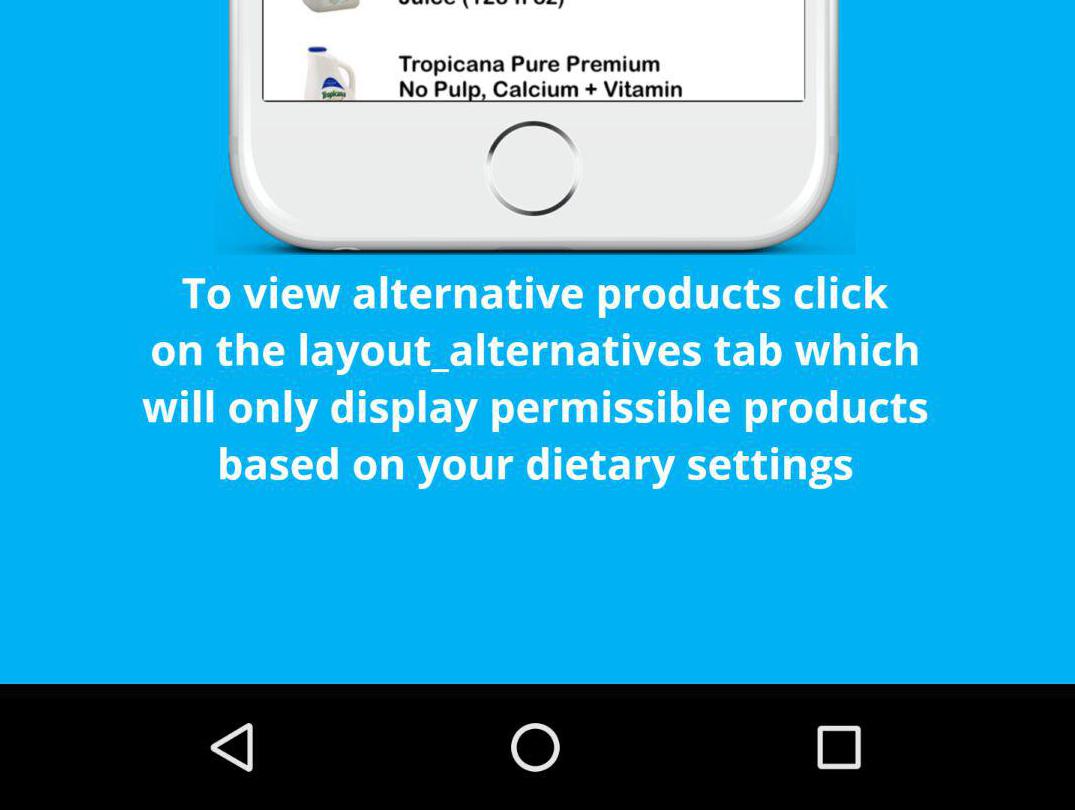 Juice (128 fl oz)
Tropicana Pure Premium
No Pulp, Calcium + Vitamin
Tropicana
To view alternative products click
on the layout_alternatives tab which
will only display permissible products
based on your dietary settings